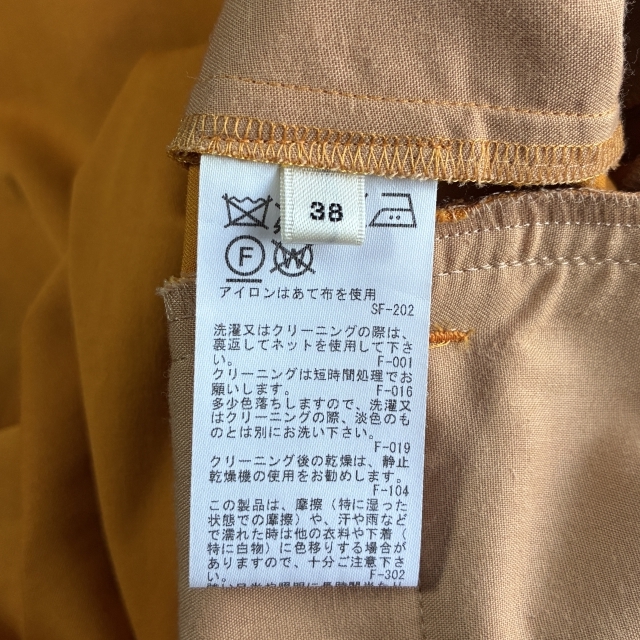 38
F
W
アイロンはあて布を使用
SF-202
洗濯又はクリーニングの際は、
裏返してネットを使用して下さ
い。 F-001
クリーニングは短時間処理でお
願いします。 F-016
多少色落ちしますので、洗濯又
はクリーニングの際、淡色のも
のとは別にお洗い下さい。
F-019
クリーニング後の乾燥は、静止
乾燥機の使用をお勧めします。
F-104
この製品は、摩擦（特に湿った
状態での摩擦）や、汗や雨など
で濡れた時は他の衣料や下着（
特に白物）に色移りする場合が
ありますので、十分ご注意下さ
い。 F-302